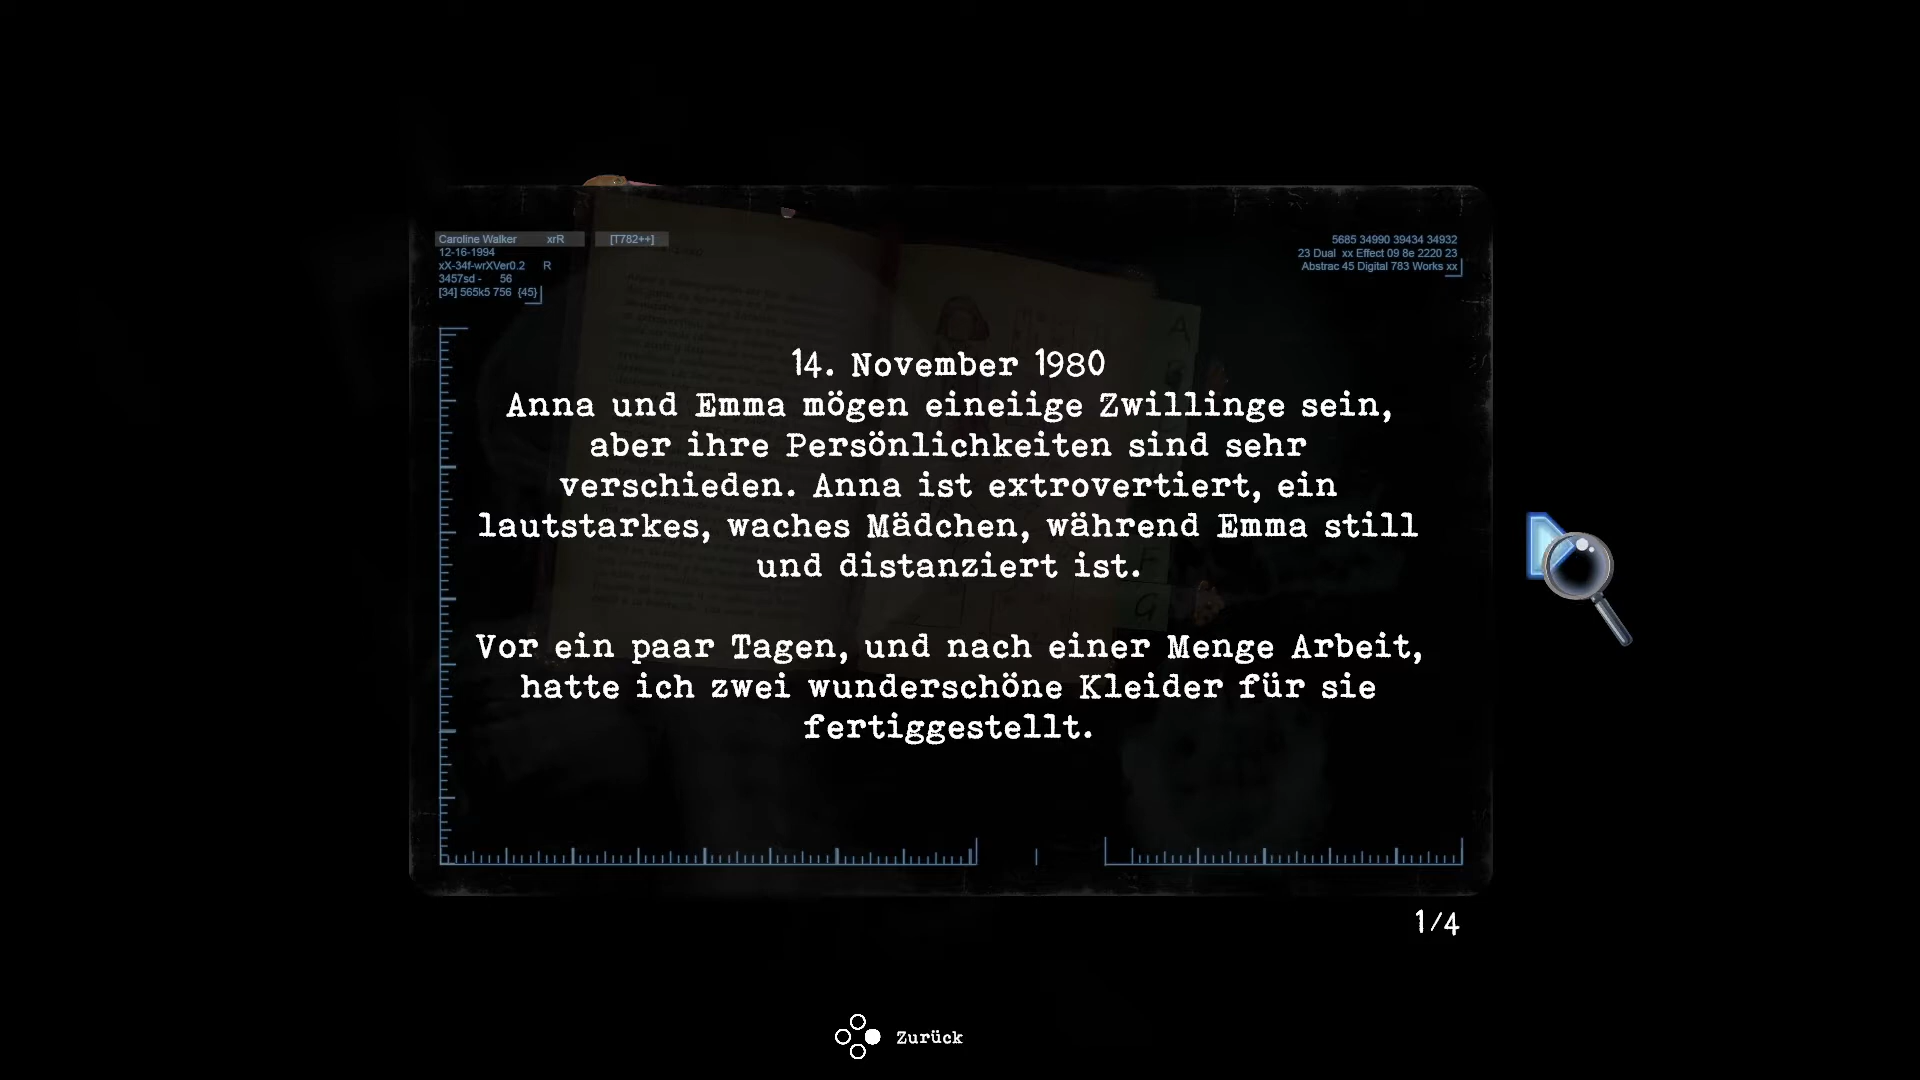 Caroline Walker xrR [T782++]
12-16-1994
xX-34f-wrXVer0.2 R
3457sd - 56
[34] 565k5 756 {45}
5685 34990 39434 34932
23 Dual xx Effect 09 8e 2220 23
Abstrac 45 Digital 783 Works xx
14. November 1980
Anna und Emma mögen eineiige Zwillinge sein,
aber ihre Persönlichkeiten sind sehr
verschieden. Anna ist extrovertiert, ein
lautstarkes, waches Mädchen, während Emma still
und distanziert ist.
Vor ein paar Tagen, und nach einer Menge Arbeit,
hatte ich zwei wunderschöne Kleider für sie
fertiggestellt.
A
G
1/4
Zurück